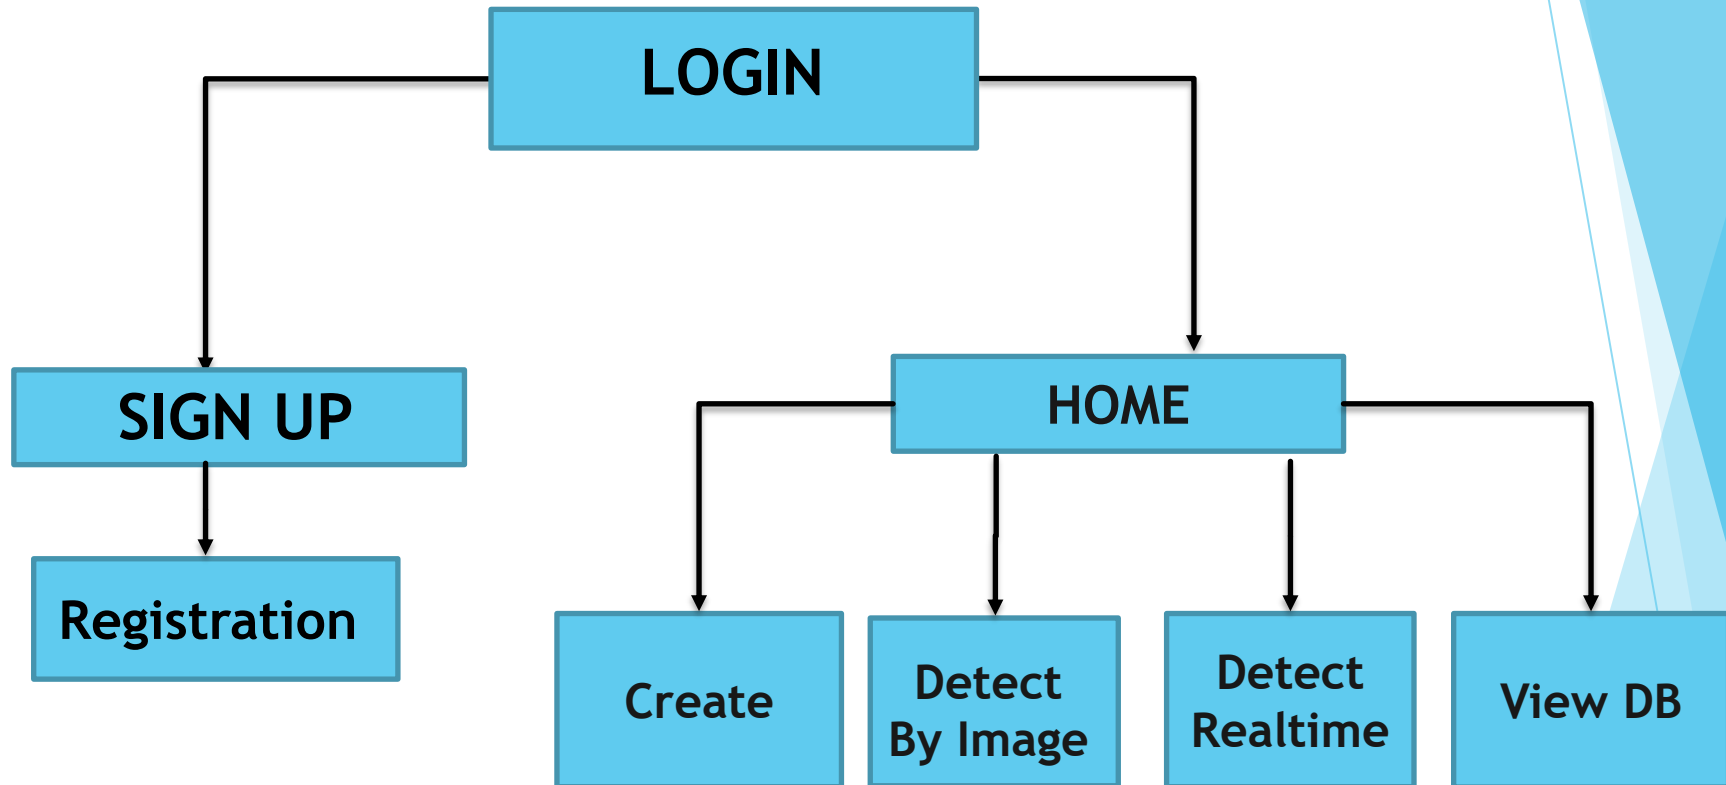 LOGIN
SIGN UP
HOME
Registration
Create
Detect
By Image
Detect
Realtime
View DB